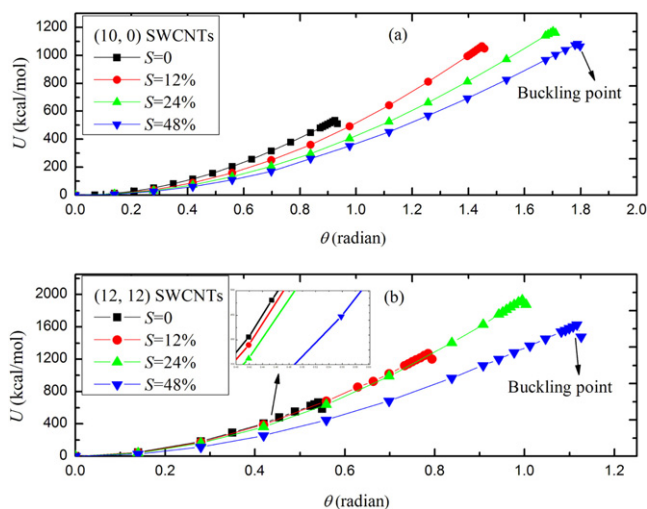 (10, 0) SWCNTs
(a)
S=0
S=12%
S=24%
S=48%
Buckling point
U (kcal/mol)
1200
1000
800
600
400
200
0
0.0 0.2 0.4 0.6 0.8 1.0 1.2 1.4 1.6 1.8 2.0
θ (radian)
(12, 12) SWCNTs
(b)
S=0
S=12%
S=24%
S=48%
Buckling point
U (kcal/mol)
2000
1600
1200
800
400
0
0.0 0.2 0.4 0.6 0.8 1.0 1.2
θ (radian)